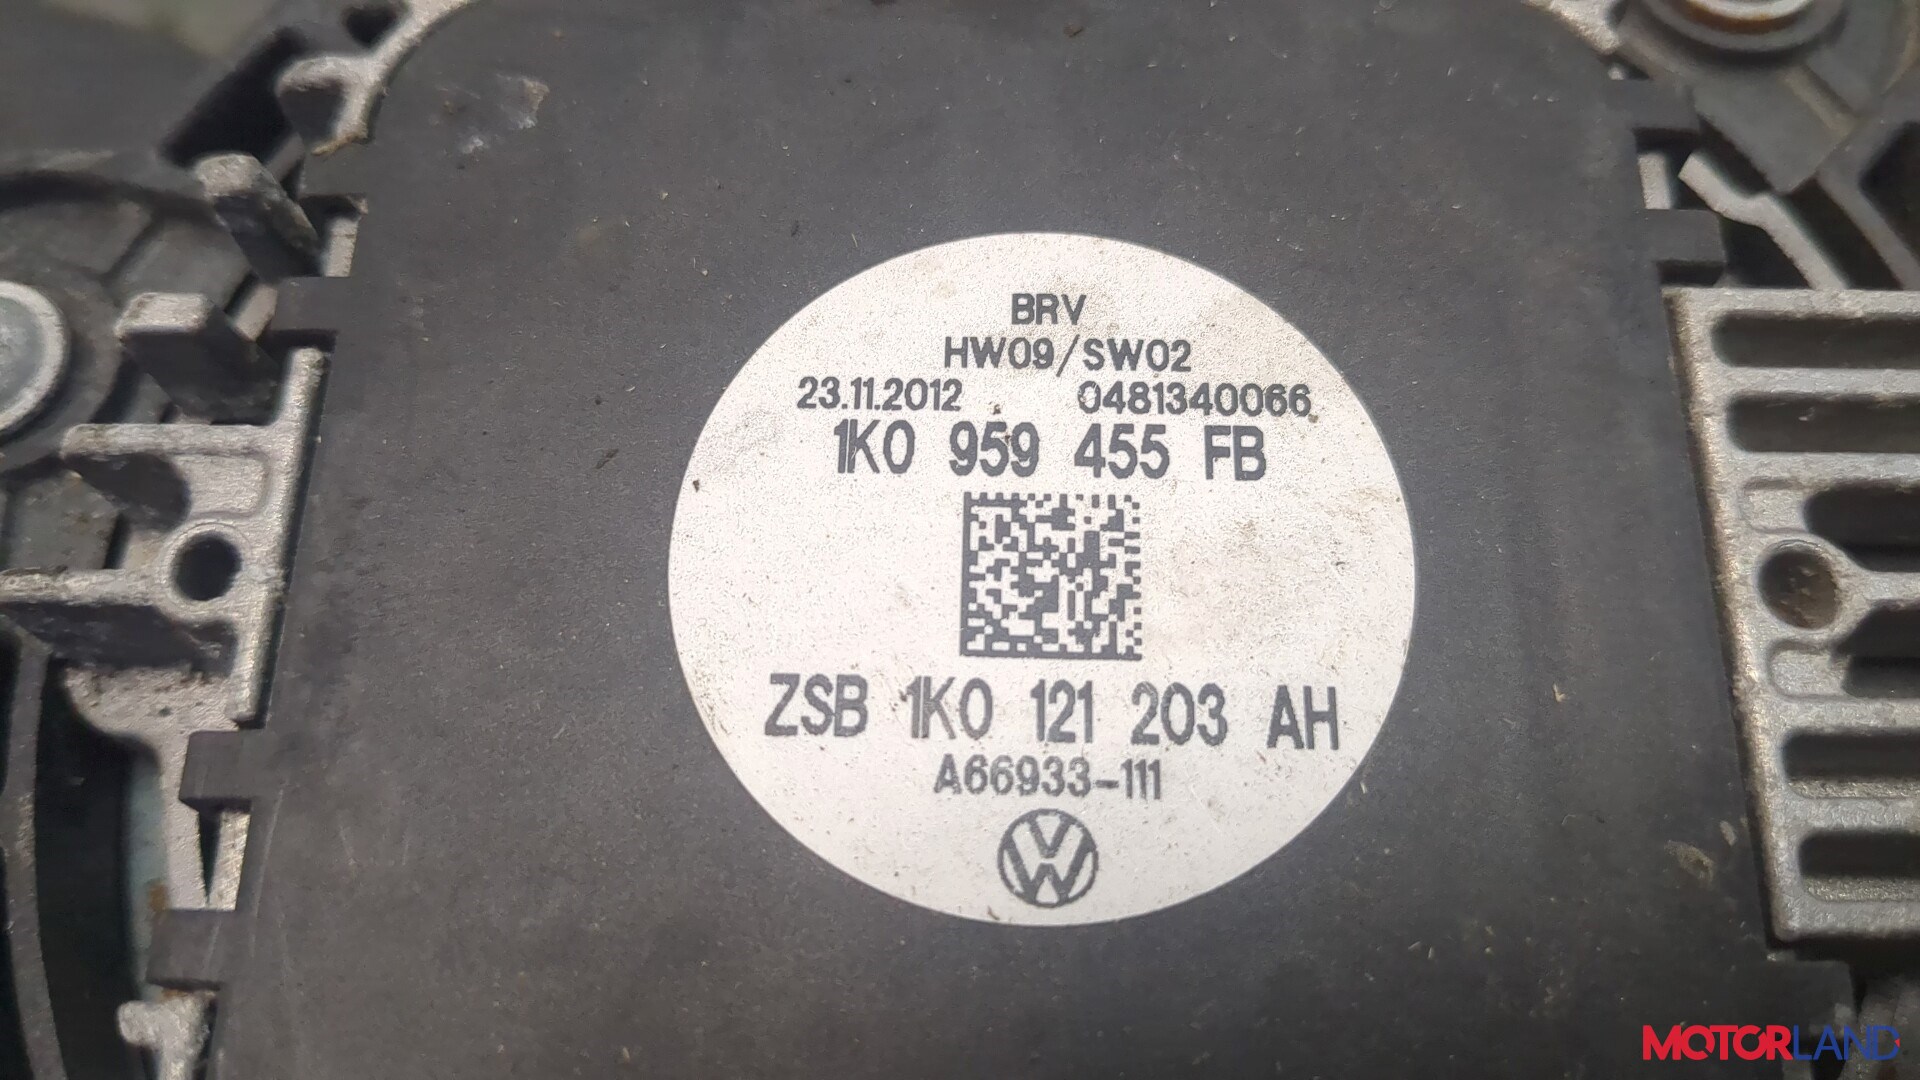 BRV
HW09/SW02
23.11.2012 0481340066
1K0 959 455 FB
ZSB 1K0 121 203 AH
A66933-111
MOTORLAND